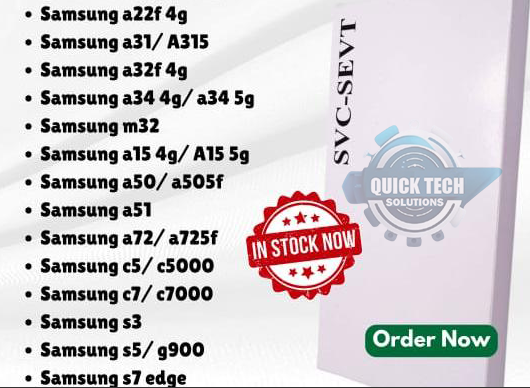 Samsung a22f 4g
Samsung a31/ A315
Samsung a32f 4g
Samsung a34 4g/ a34 5g
Samsung m32
Samsung a15 4g/ A15 5g
Samsung a50/ a505f
Samsung a51
Samsung a72/ a725f
Samsung c5/ c5000
Samsung c7/ c7000
Samsung s3
Samsung s5/ g900
Samsung s7 edge
SVC-SEVT
QUICK TECH
SOLUTIONS
IN STOCK NOW
Order Now